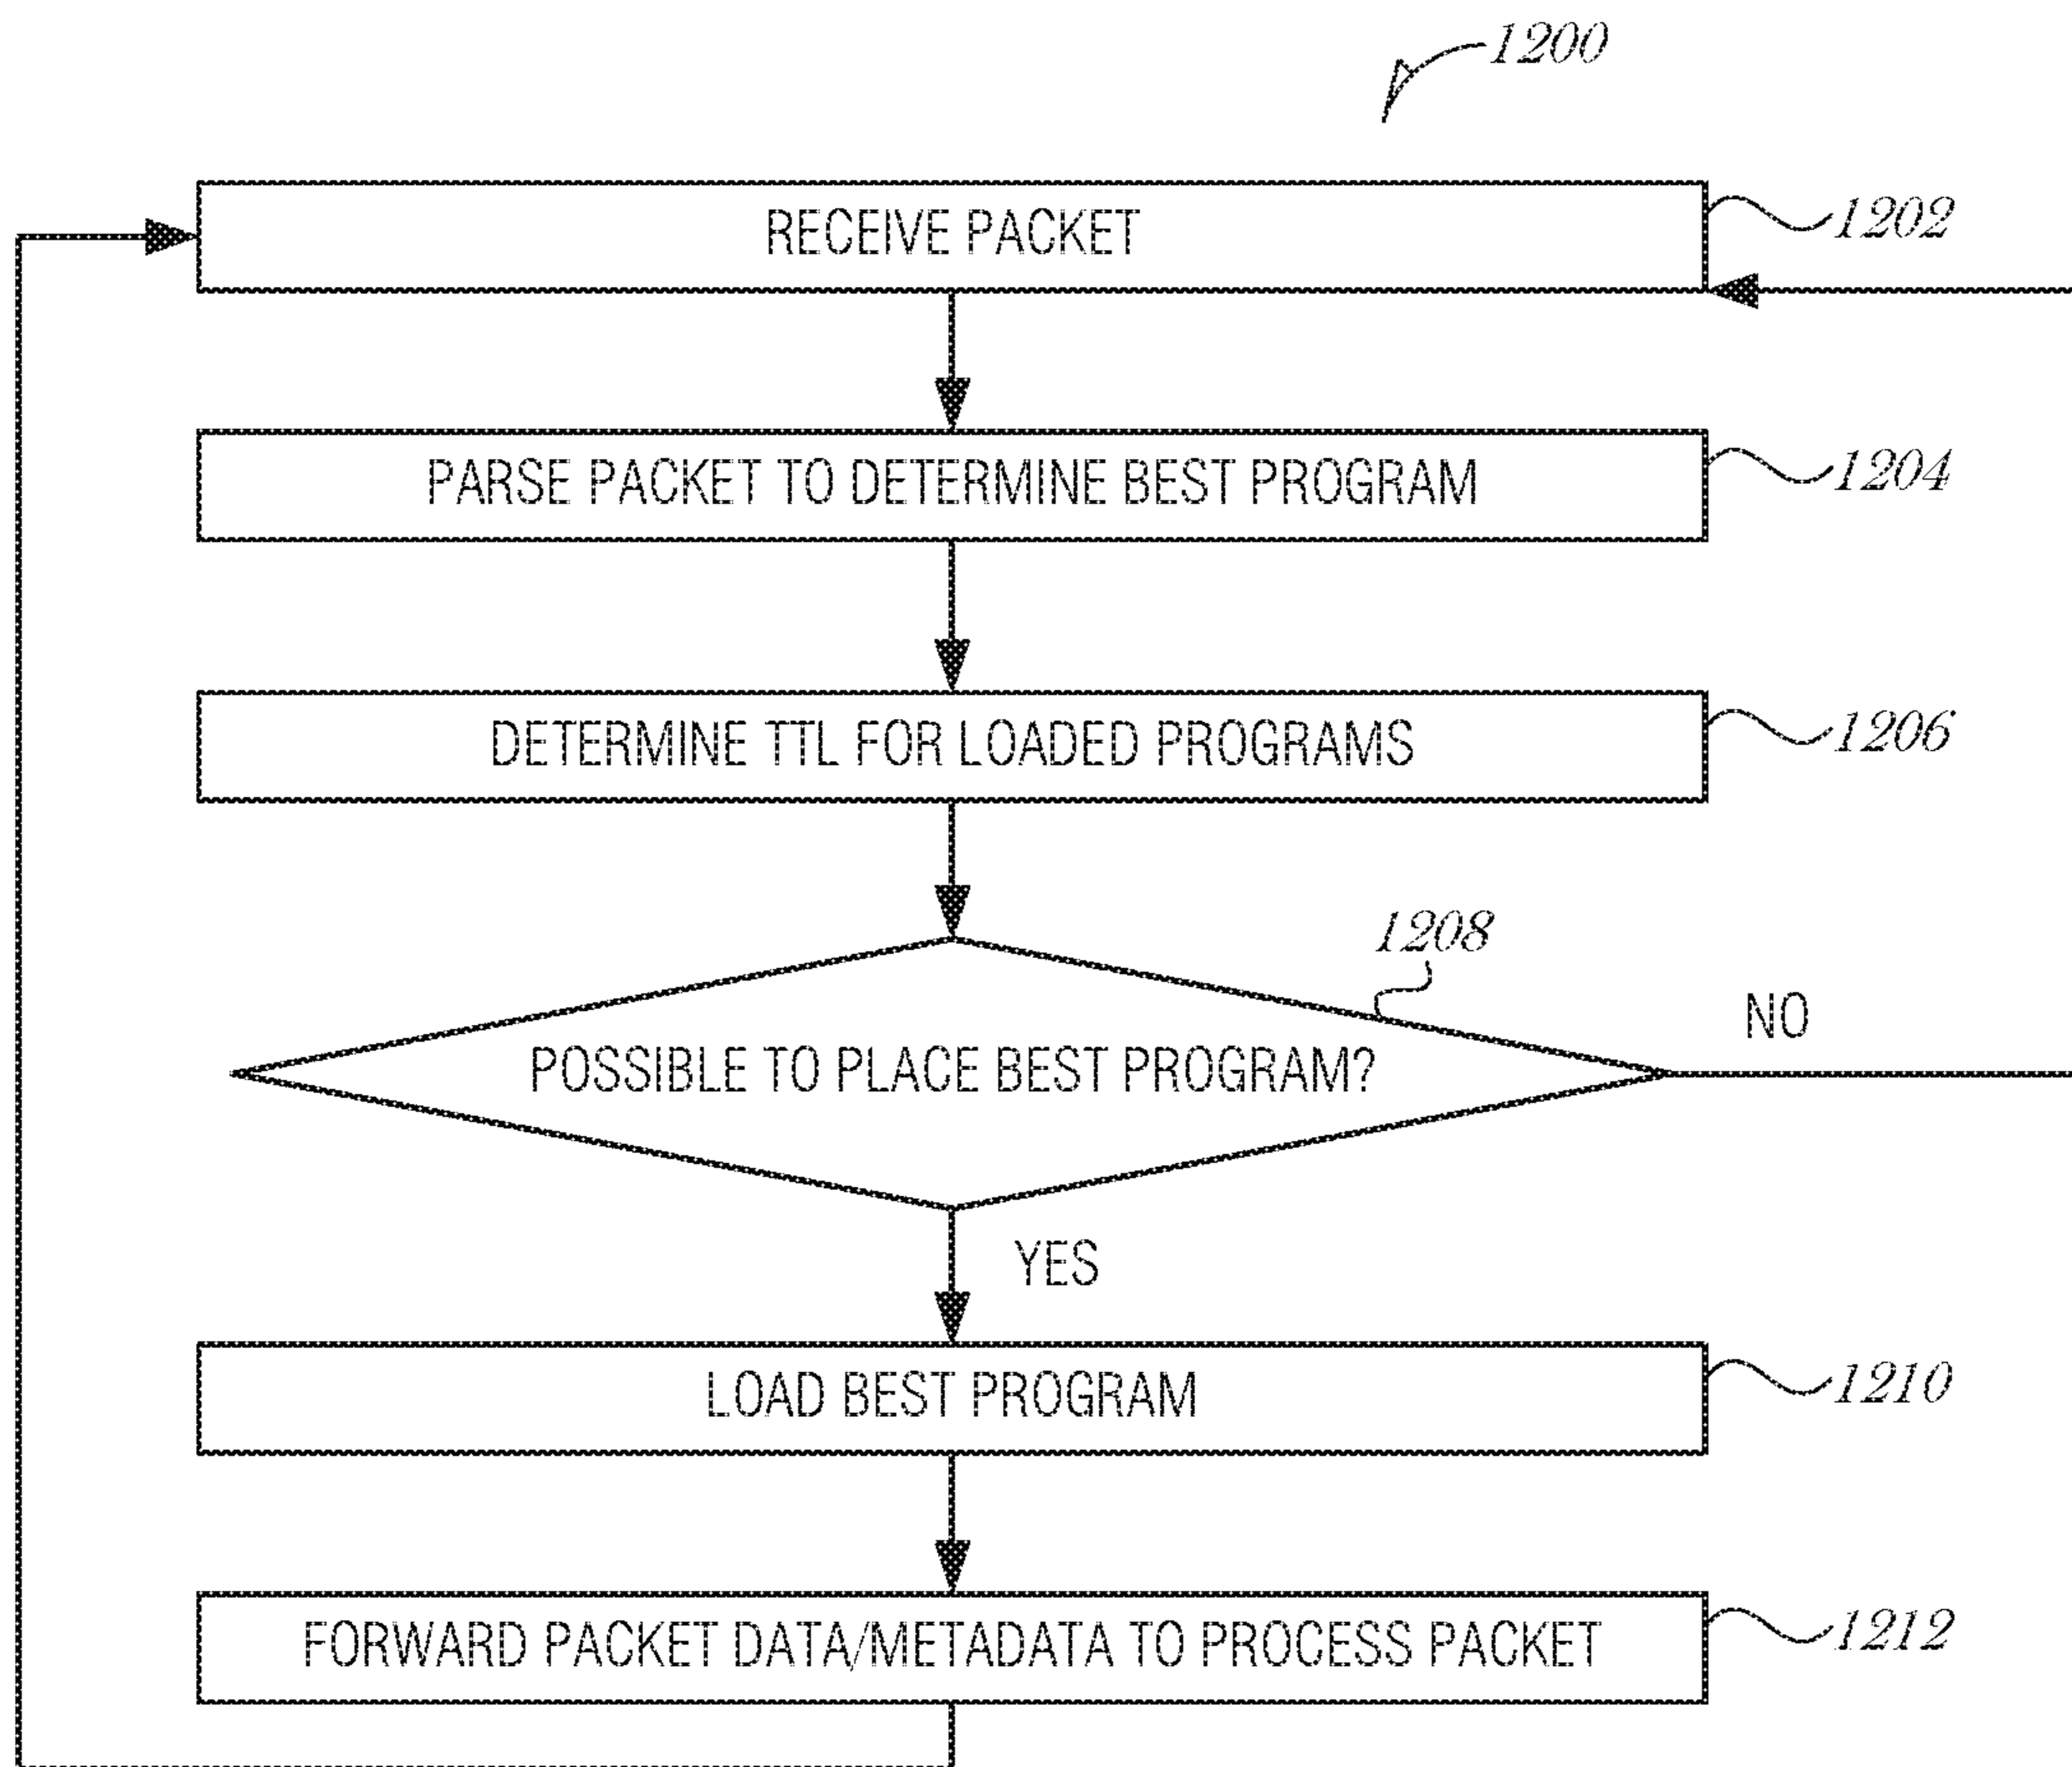 1200
RECEIVE PACKET
1202
PARSE PACKET TO DETERMINE BEST PROGRAM
1204
DETERMINE TTL FOR LOADED PROGRAMS
1206
1208
NO
POSSIBLE TO PLACE BEST PROGRAM?
YES
LOAD BEST PROGRAM
1210
FORWARD PACKET DATA/METADATA TO PROCESS PACKET
1212